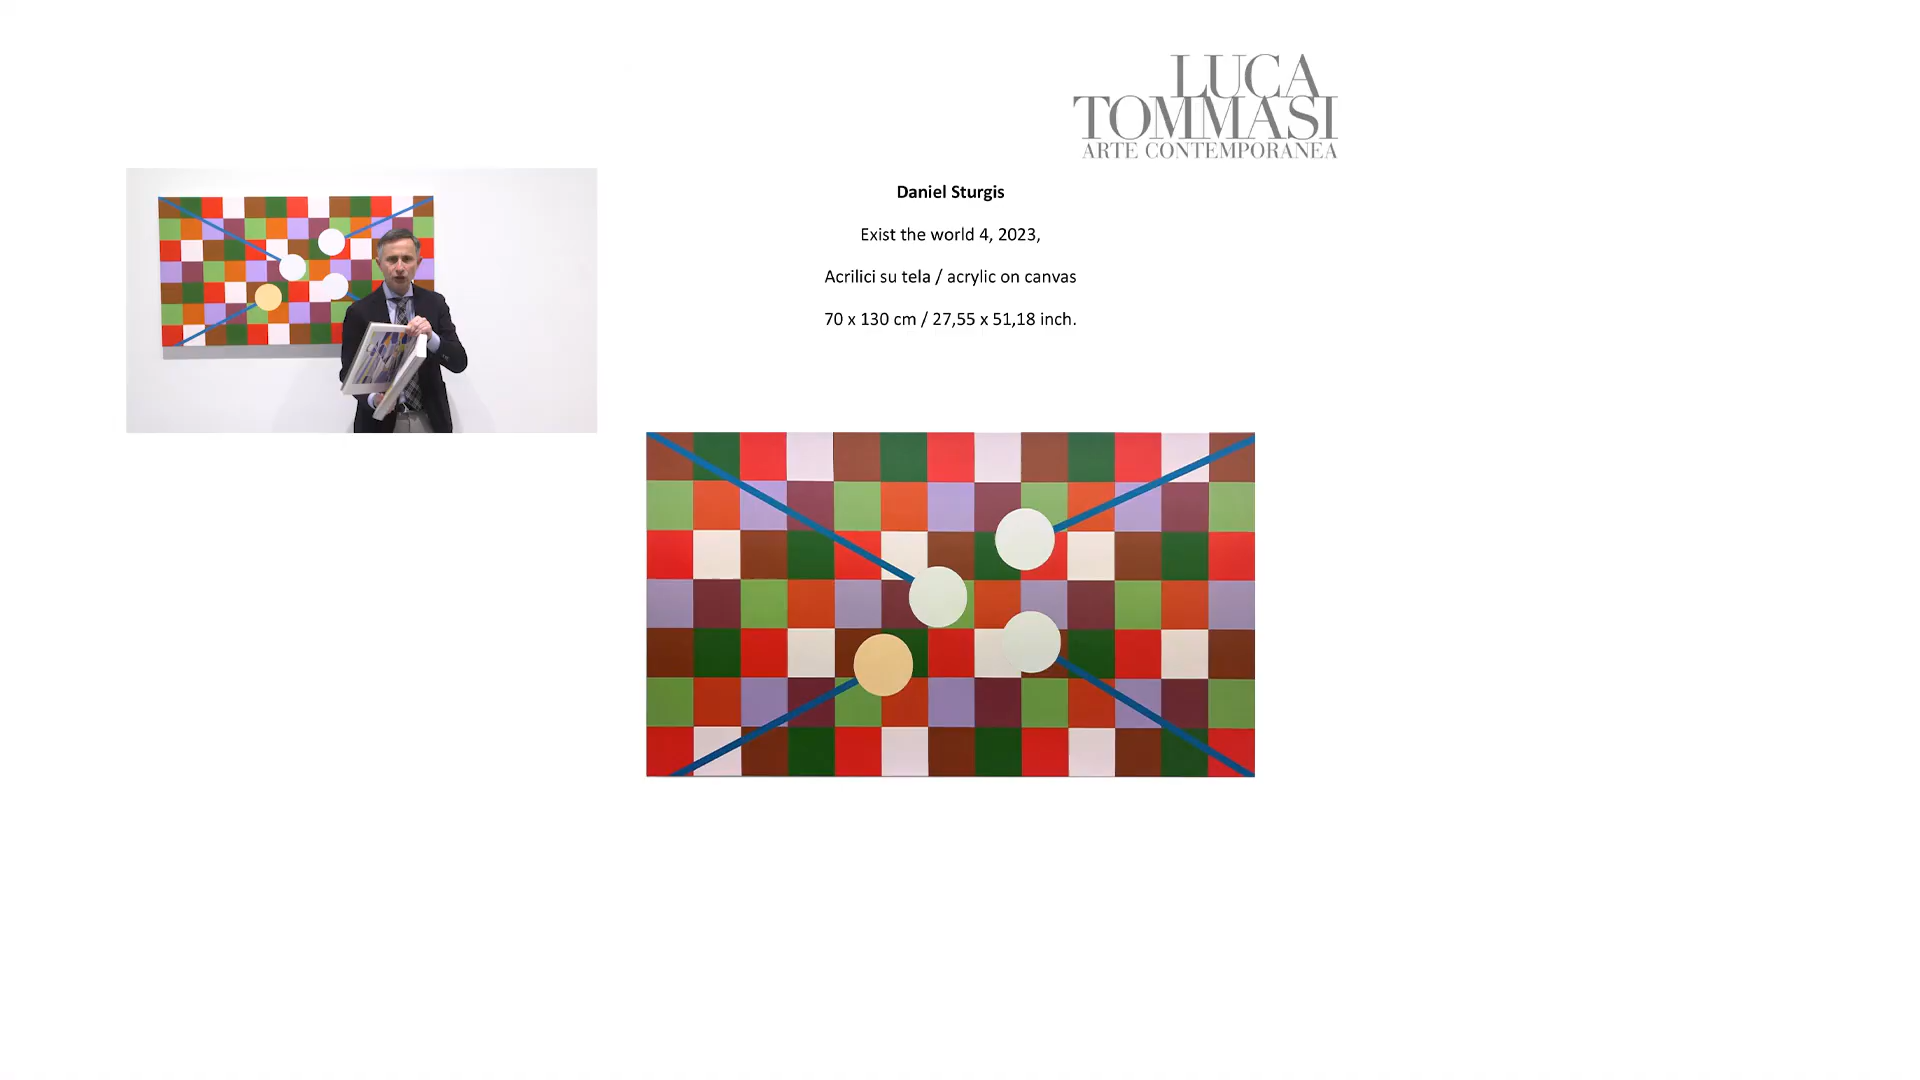 LUCA
TOMMASI
ARTE CONTEMPORANEA
Daniel Sturgis
Exist the world 4, 2023,
Acrilici su tela / acrylic on canvas
70 x 130 cm / 27,55 x 51,18 inch.